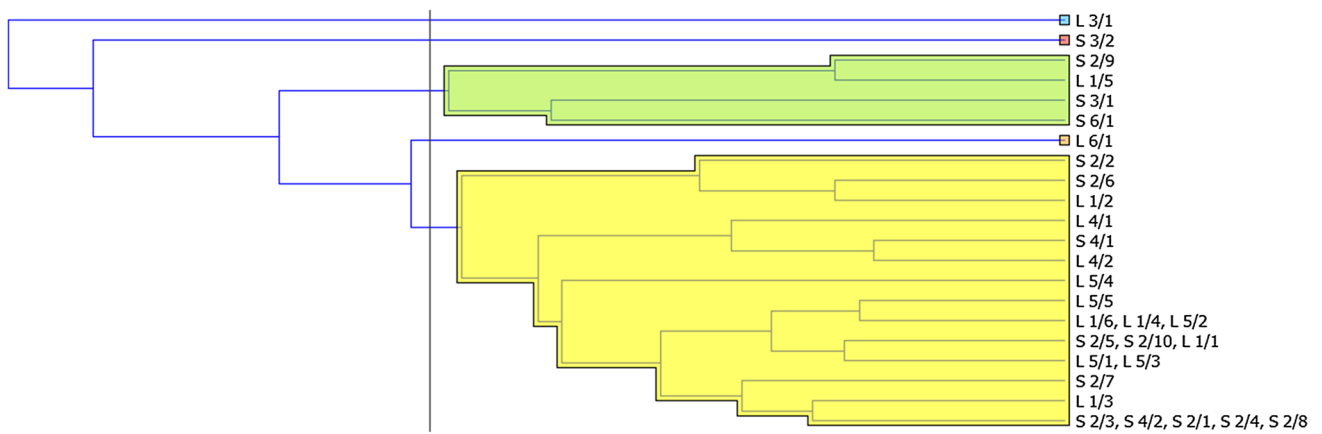 L 3/1
S 3/2
S 2/9
L 1/5
S 3/1
S 6/1
L 6/1
S 2/2
S 2/6
L 1/2
L 4/1
S 4/1
L 4/2
L 5/4
L 5/5
L 1/6, L 1/4, L 5/2
S 2/5, S 2/10, L 1/1
L 5/1, L 5/3
S 2/7
L 1/3
S 2/3, S 4/2, S 2/1, S 2/4, S 2/8